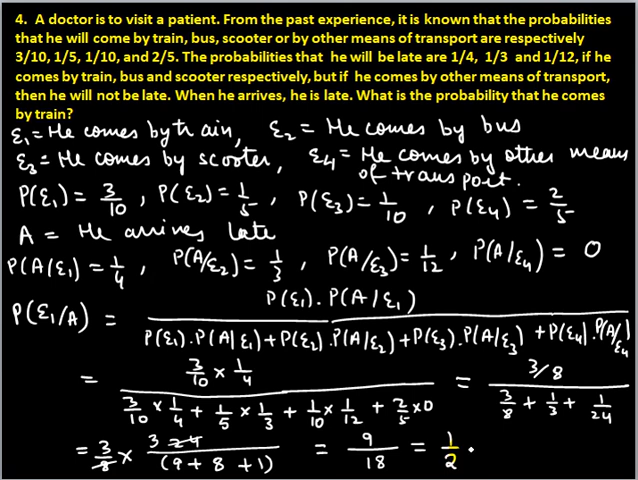 4. A doctor is to visit a patient. From the past experience, it is known that the probabilities
that he will come by train, bus, scooter or by other means of transport are respectively
3/10, 1/5, 1/10, and 2/5. The probabilities that he will be late are 1/4, 1/3 and 1/12, if he
comes by train, bus and scooter respectively, but if he comes by other means of transport,
then he will not be late. When he arrives, he is late. What is the probability that he comes
by train?
E₁ = He comes by train, E₂ = He comes by bus
E₃ = He comes by scooter, E₄ = He comes by other means
of transport.
P(E₁) = 3/10, P(E₂) = 1/5, P(E₃) = 1/10, P(E₄) = 2/5
A = He arrives late
P(A/E₁) = 1/4, P(A/E₂) = 1/3, P(A/E₃) = 1/12, P(A/E₄) = 0
P(E₁/A) = P(E₁).P(A/E₁) / P(E₁).P(A/E₁)+P(E₂).P(A/E₂)+P(E₃).P(A/E₃)+P(E₄).P(A/E₄)
= 3/10 × 1/4 / 3/10 × 1/4 + 1/5 × 1/3 + 1/10 × 1/12 + 2/5 × 0 = 3/8 / 3/8 + 1/3 + 1/24
= 3/8 × 3 24/(9+8+1) = 9/18 = 1/2.